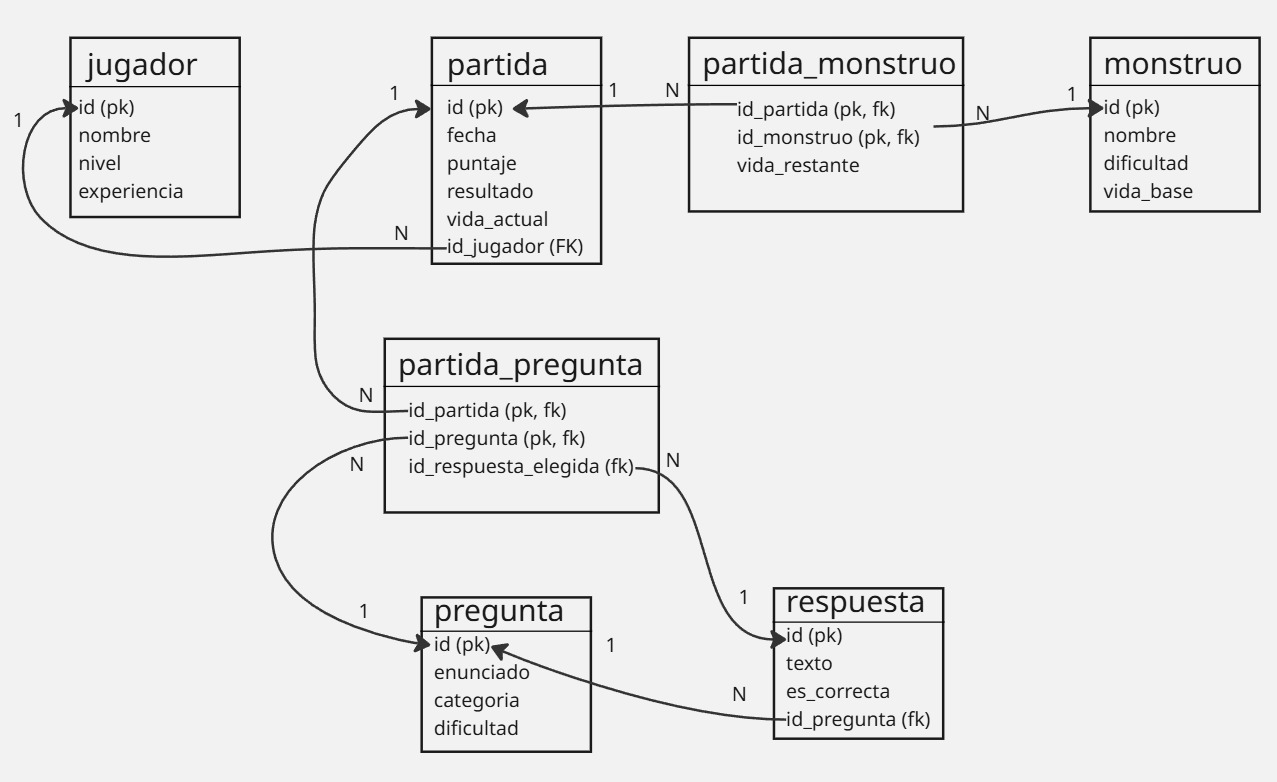 jugador
id (pk)
nombre
nivel
experiencia
1
partida
id (pk)
fecha
puntaje
resultado
vida_actual
id_jugador (FK)
1
N
1
N
partida_monstruo
id_partida (pk, fk)
id_monstruo (pk, fk)
vida_restante
N
1
monstruo
id (pk)
nombre
dificultad
vida_base
partida_pregunta
id_partida (pk, fk)
id_pregunta (pk, fk)
id_respuesta_elegida (fk)
N
N
N
1
pregunta
id (pk)
enunciado
categoria
dificultad
1
N
1
respuesta
id (pk)
texto
es_correcta
id_pregunta (fk)